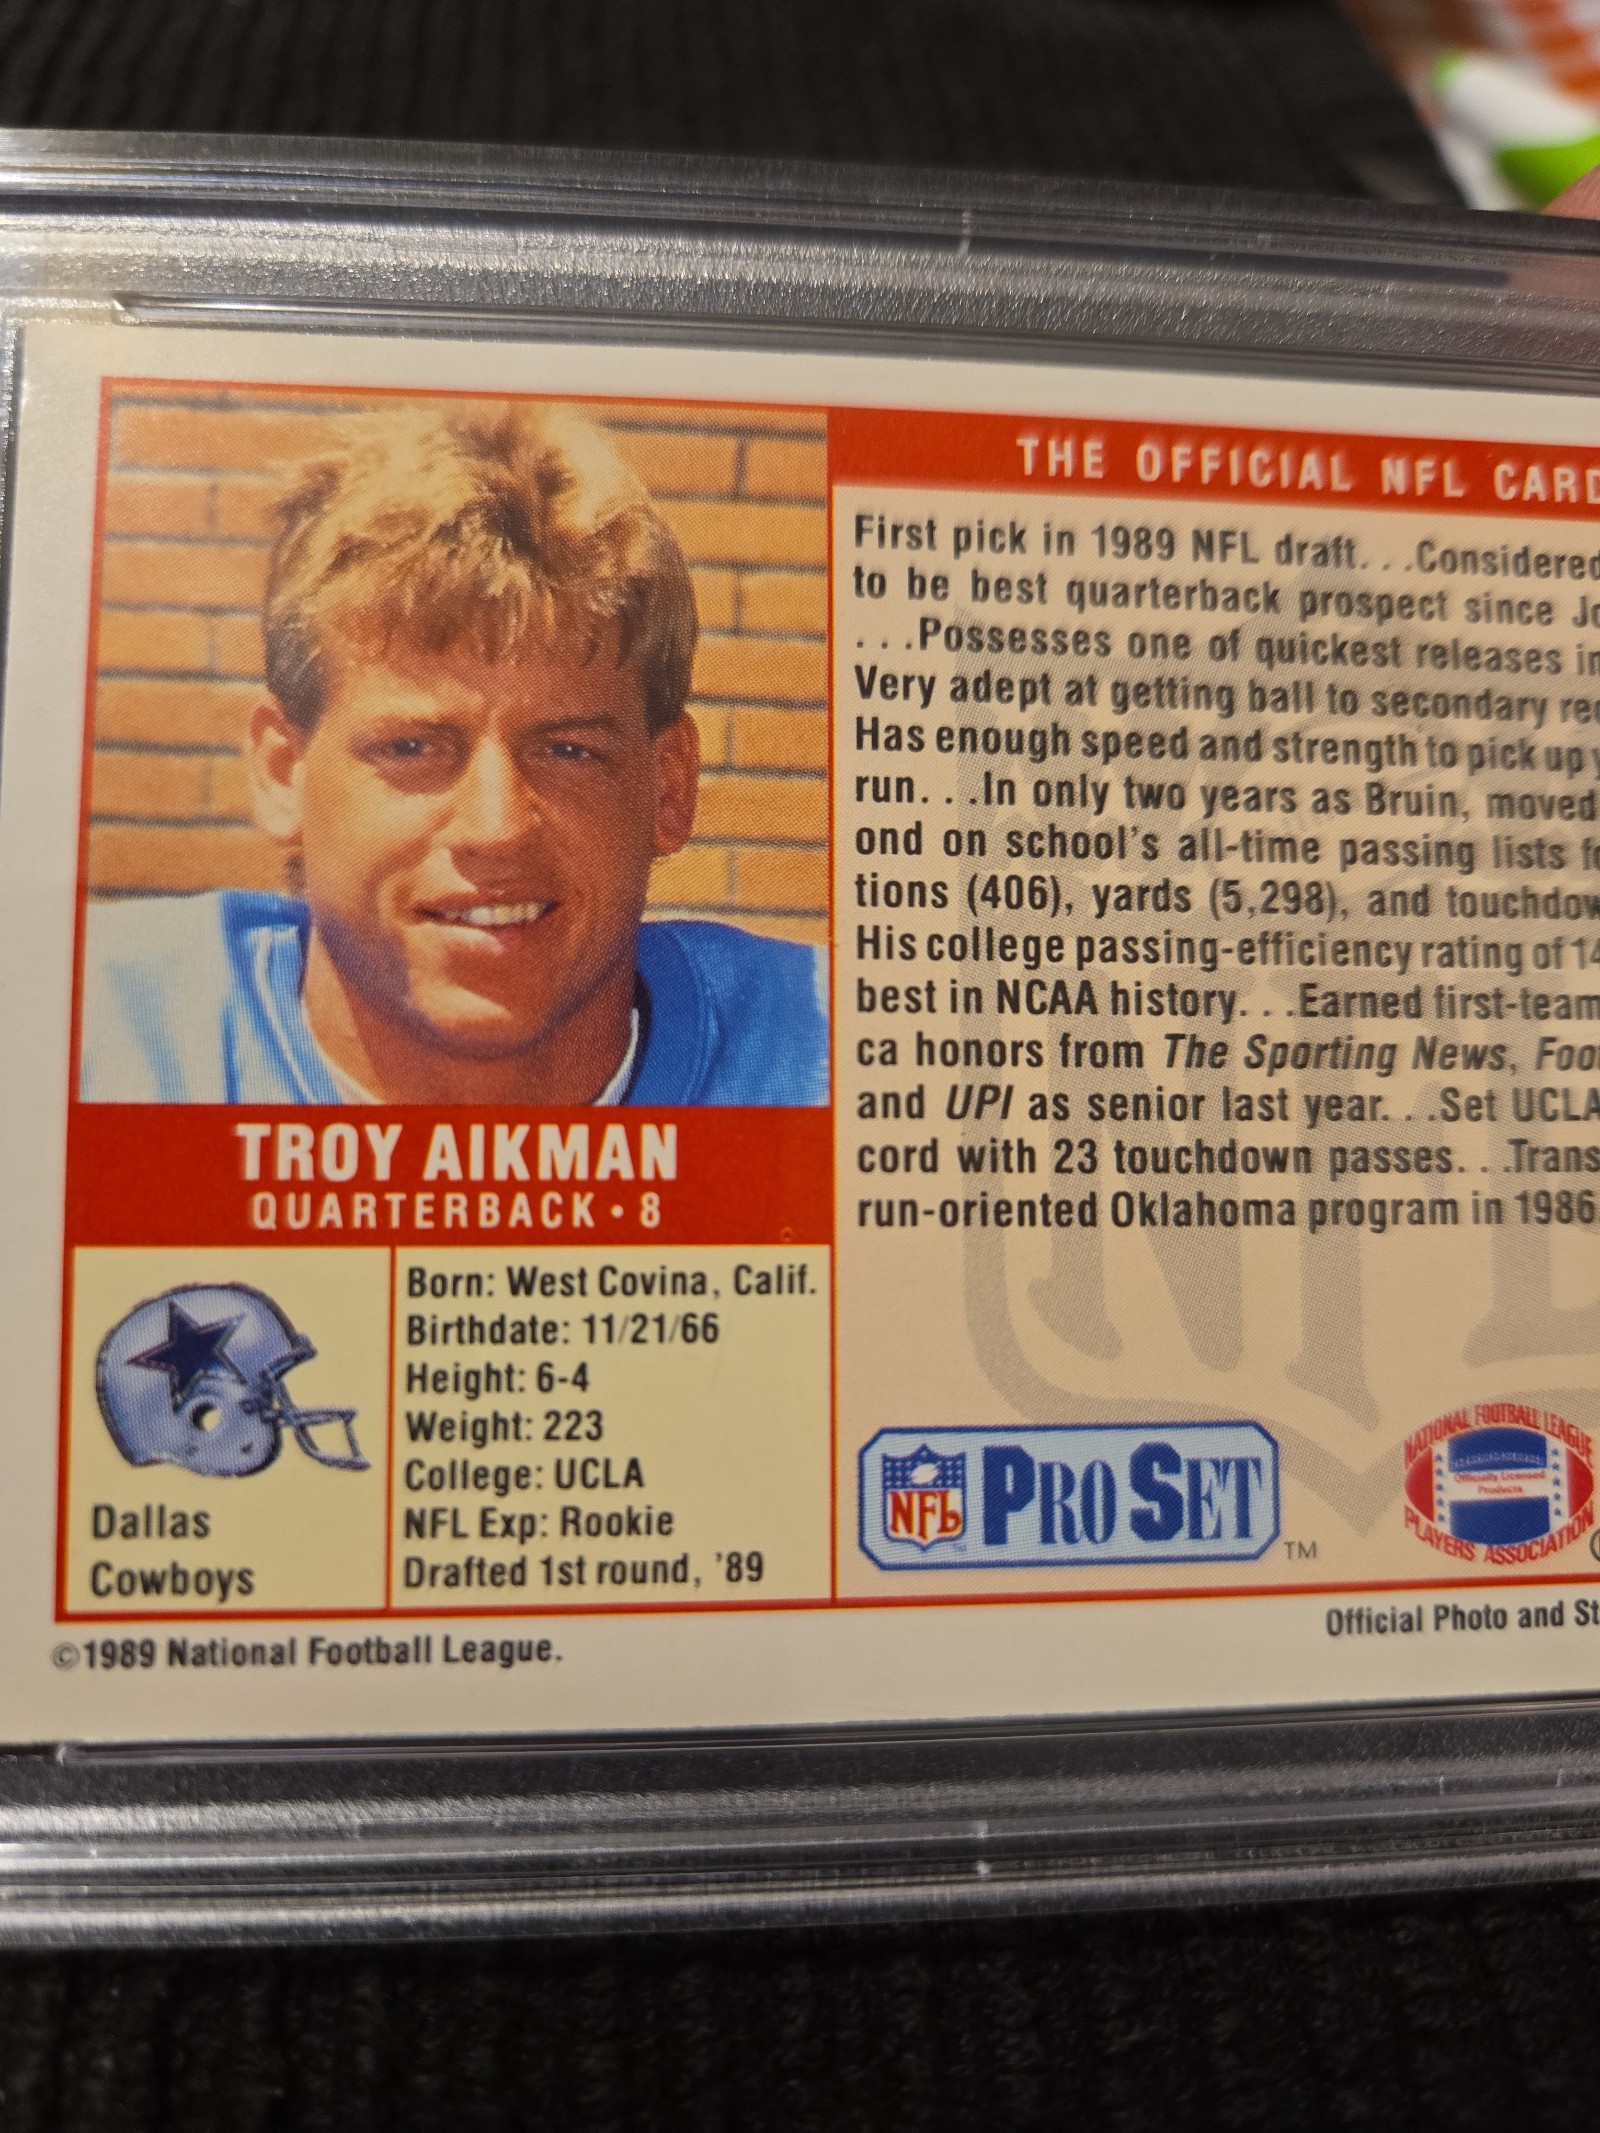 THE OFFICIAL NFL CARD
First pick in 1989 NFL draft. . .Considered
to be best quarterback prospect since
. . .Possesses one of quickest releases in
Very adept at getting ball to secondary
Has enough speed and strength to pick up
run. . .In only two years as Bruin, moved
ond on school's all-time passing lists
tions (406), yards (5,298), and
His college passing-efficiency rating of
best in NCAA history. . .Earned first-team
ca honors from The Sporting News,
and UPI as senior last year. . .Set UCLA
cord with 23 touchdown passes. . .
run-oriented Oklahoma program in 1986.
TROY AIKMAN
QUARTERBACK • 8
Dallas
Cowboys
Born: West Covina, Calif.
Birthdate: 11/21/66
Height: 6-4
Weight: 223
College: UCLA
NFL Exp: Rookie
Drafted 1st round, '89
NFL PRO SET TM
NATIONAL FOOTBALL LEAGUE
Officially Licensed
Products
PLAYERS ASSOCIATION
Official Photo and
©1989 National Football League.